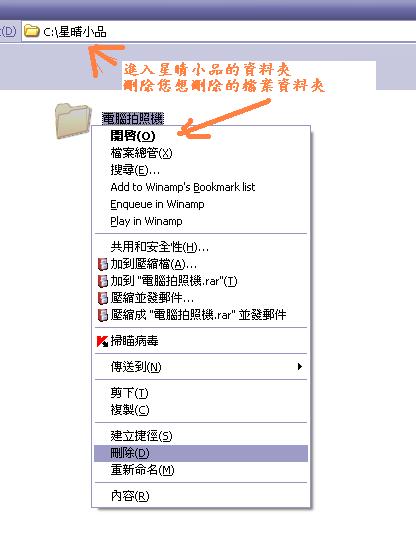 (D)
C:\星晴小品
進入星晴小品的資料夾
刪除您想刪除的檔案資料夾
電腦拍照機
開啟(O)
檔案總管(X)
搜尋(E)...
Add to Winamp's Bookmark list
Enqueue in Winamp
Play in Winamp
共用和安全性(H)...
加到壓縮檔(A)...
加到 "電腦拍照機.rar"(T)
壓縮並發郵件...
壓縮成 "電腦拍照機.rar" 並發郵件
掃瞄病毒
傳送到(N)
剪下(T)
複製(C)
建立捷徑(S)
刪除(D)
重新命名(M)
內容(R)